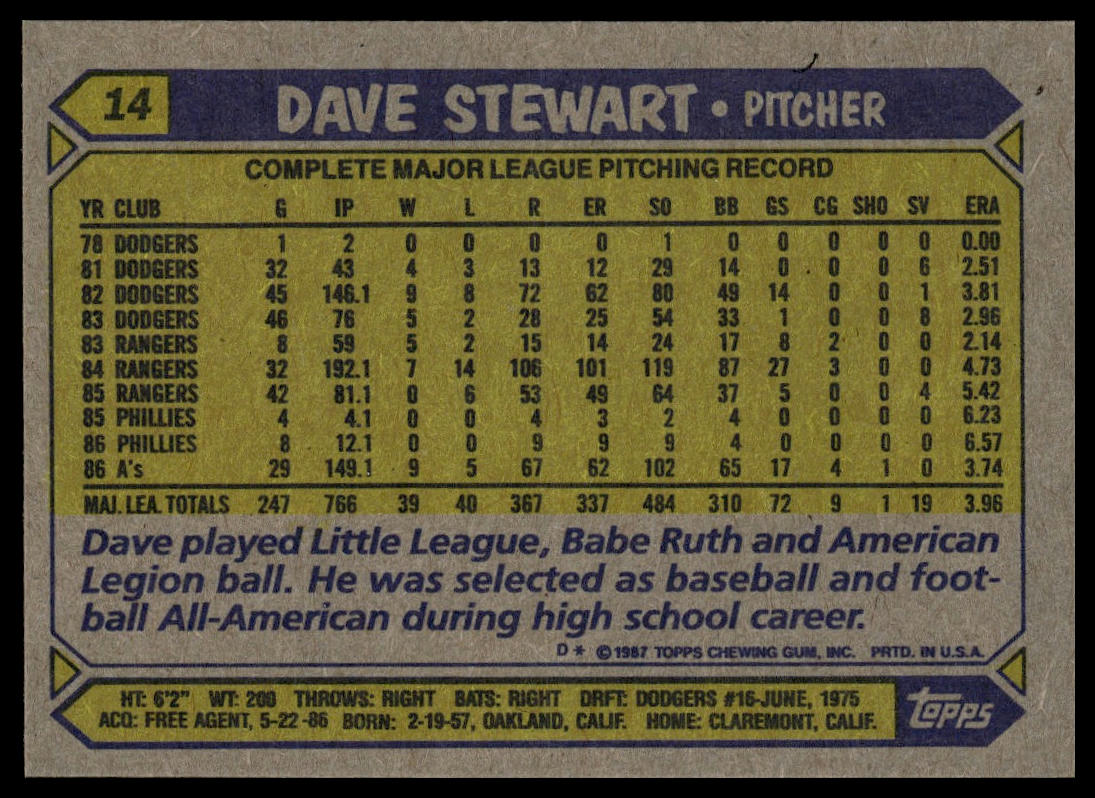 14 DAVE STEWART • PITCHER
COMPLETE MAJOR LEAGUE PITCHING RECORD
YR CLUB G IP W L R ER SO BB GS CG SHO SV ERA
78 DODGERS 1 2 0 0 0 0 1 0 0 0 0 0 0.00
81 DODGERS 32 43 4 3 13 12 29 14 0 0 0 6 2.51
82 DODGERS 45 146.1 9 8 72 62 80 49 14 0 0 1 3.81
83 DODGERS 46 76 5 2 28 25 54 33 1 0 0 8 2.96
83 RANGERS 8 59 5 2 15 14 24 17 8 2 0 0 2.14
84 RANGERS 32 192.1 7 14 106 101 119 87 27 3 0 0 4.73
85 RANGERS 42 81.1 0 6 53 49 64 37 5 0 0 4 5.42
85 PHILLIES 4 4.1 0 0 4 3 2 4 0 0 0 0 6.23
86 PHILLIES 8 12.1 0 0 9 9 9 4 0 0 0 0 6.57
86 A's 29 149.1 9 5 67 62 102 65 17 4 1 0 3.74
MAJ. LEA. TOTALS 247 766 39 40 367 337 484 310 72 9 1 19 3.96
Dave played Little League, Babe Ruth and American
Legion ball. He was selected as baseball and foot-
ball All-American during high school career.
D* ©1987 TOPPS CHEWING GUM, INC. PRTD. IN U.S.A.
HT: 6'2" WT: 200 THROWS: RIGHT BATS: RIGHT DRFT: DODGERS #16-JUNE, 1975
ACQ: FREE AGENT, 5-22-86 BORN: 2-19-57, OAKLAND, CALIF. HOME: CLAREMONT, CALIF.
topps